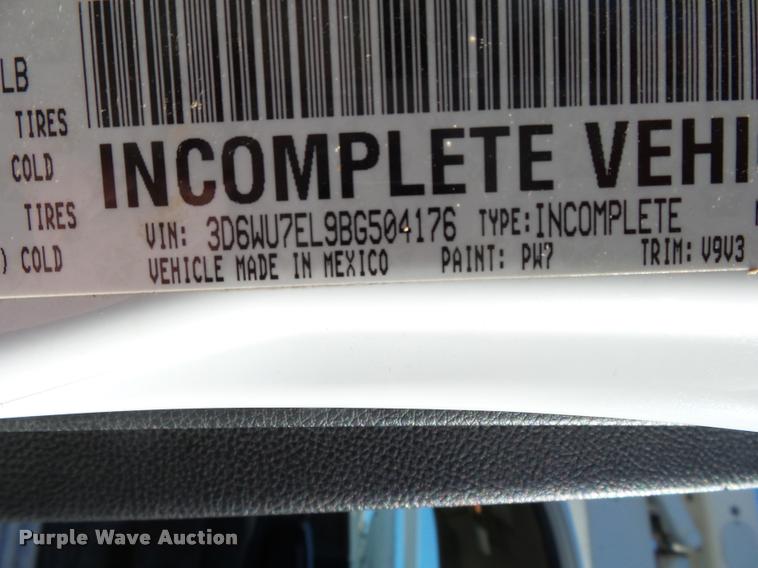 LB
TIRES
COLD
INCOMPLETE VEHI
TIRES
VIN: 3D6WU7EL9BG504176 TYPE:INCOMPLETE
) COLD
VEHICLE MADE IN MEXICO PAINT: PW7 TRIM: V9V3
Purple Wave Auction